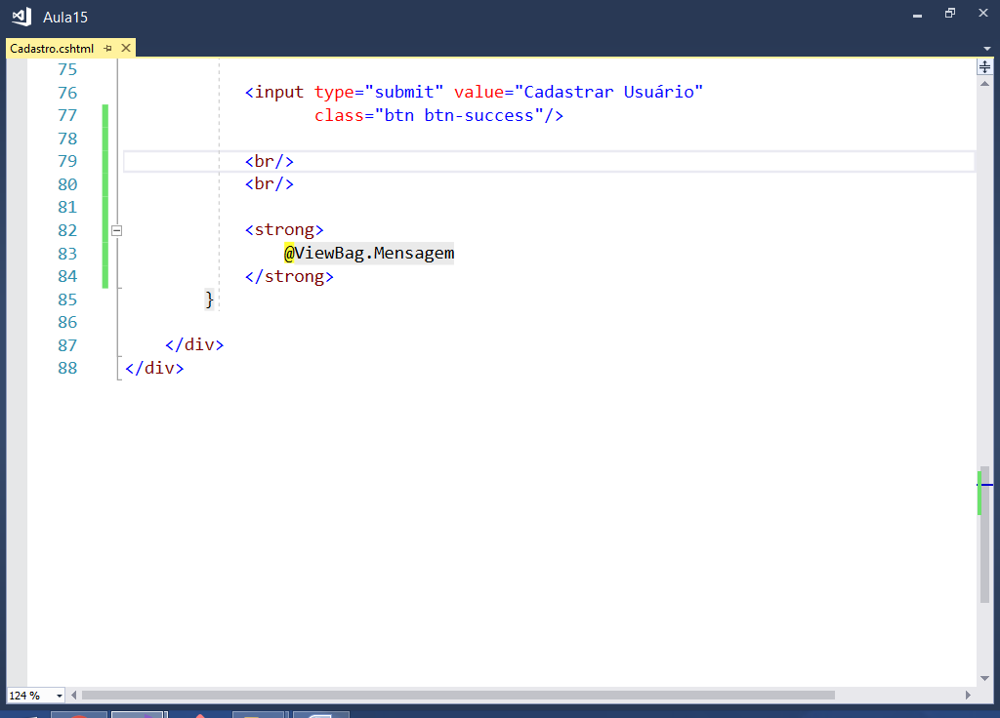 Aula15
Cadastro.cshtml
75
76 <input type="submit" value="Cadastrar Usuário"
77 class="btn btn-success"/>
78
79 <br/>
80 <br/>
81
82 <strong>
83 @ViewBag.Mensagem
84 </strong>
85 }
86
87 </div>
88 </div>
124 %